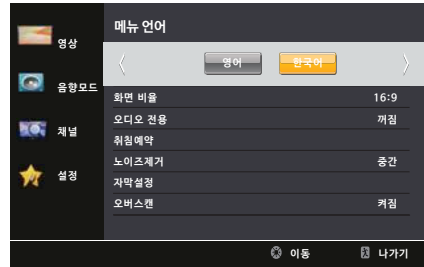 메뉴 언어
영상
영어 한국어
음향모드
화면 비율 16:9
오디오 전용 꺼짐
채널
취침예약
노이즈제거 중간
설정
자막설정
오버스캔 켜짐
이동 나가기